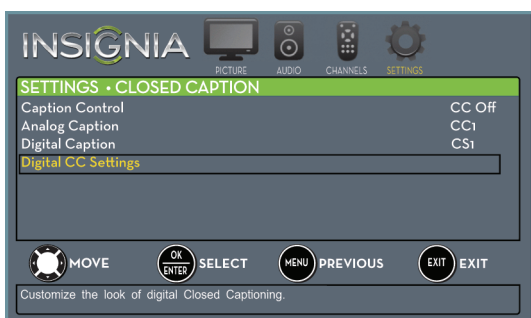 INSIGNIA
PICTURE AUDIO CHANNELS SETTINGS
SETTINGS • CLOSED CAPTION
Caption Control CC Off
Analog Caption CC1
Digital Caption CS1
Digital CC Settings
MOVE OK ENTER SELECT MENU PREVIOUS EXIT EXIT
Customize the look of digital Closed Captioning.